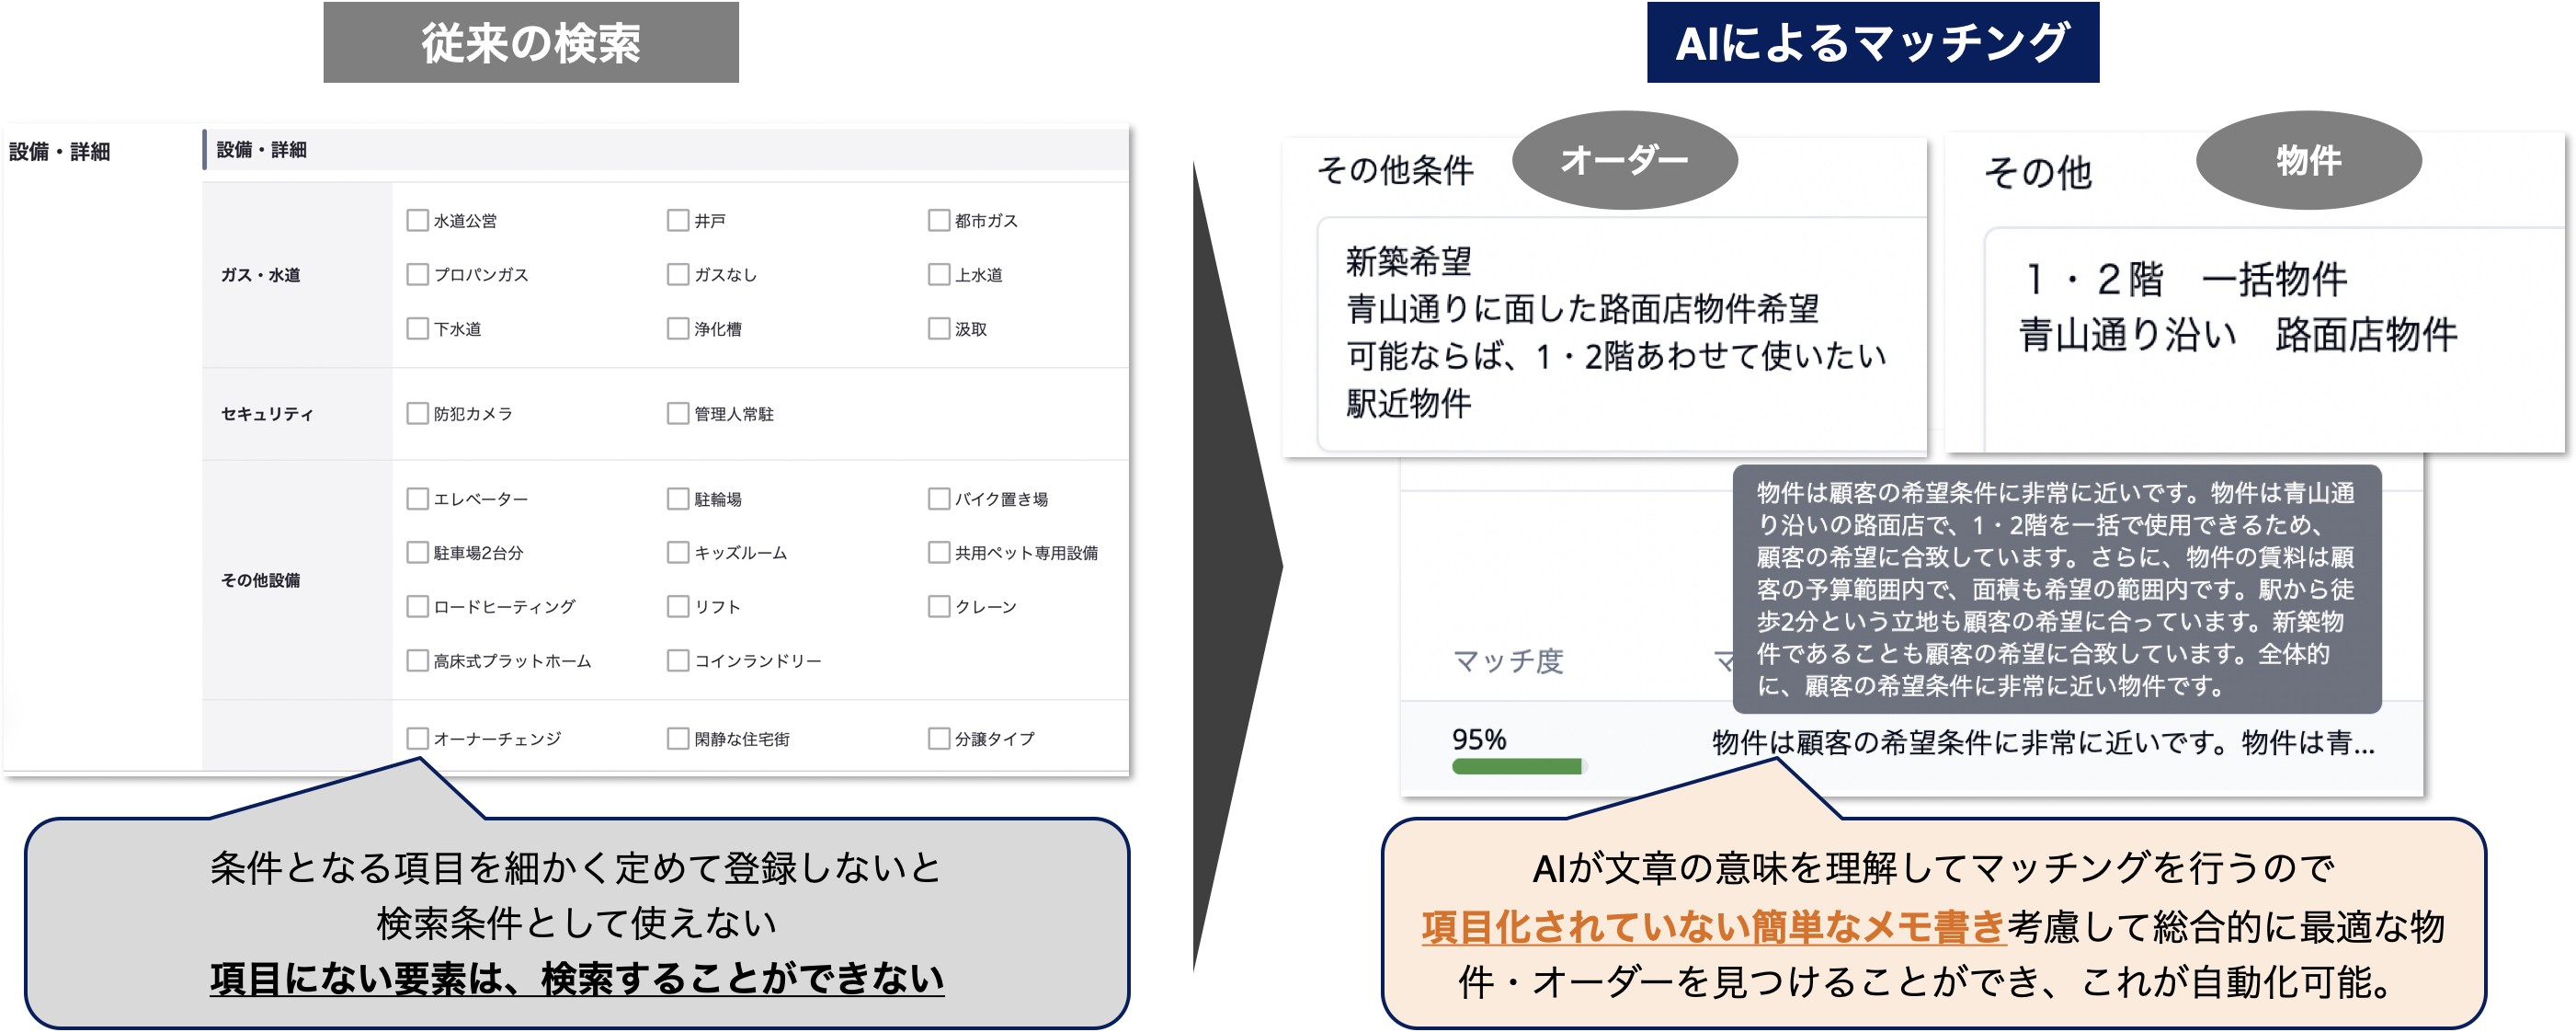 従来の検索
設備・詳細
設備・詳細
ガス・水道
水道公営
井戸
都市ガス
プロパンガス
ガスなし
上水道
下水道
浄化槽
汲取
セキュリティ
防犯カメラ
管理人常駐
その他設備
エレベーター
駐輪場
バイク置き場
駐車場2台分
キッズルーム
共用ペット専用設備
ロードヒーティング
リフト
クレーン
高床式プラットホーム
コインランドリー
オーナーチェンジ
閑静な住宅街
分譲タイプ
条件となる項目を細かく定めて登録しないと
検索条件として使えない
項目にない要素は、検索することができない
AIによるマッチング
その他条件
オーダー
新築希望
青山通りに面した路面店物件希望
可能ならば、1・2階あわせて使いたい
駅近物件
その他
物件
１・２階　一括物件
青山通り沿い　路面店物件
物件は顧客の希望条件に非常に近いです。物件は青山通
り沿いの路面店で、1・2階を一括で使用できるため、
顧客の希望に合致しています。さらに、物件の賃料は顧
客の予算範囲内で、面積も希望の範囲内です。駅から徒
歩2分という立地も顧客の希望に合っています。新築物
件であることも顧客の希望に合致しています。全体的
に、顧客の希望条件に非常に近い物件です。
マッチ度
マ
95%
物件は顧客の希望条件に非常に近いです。物件は青...
AIが文章の意味を理解してマッチングを行うので
項目化されていない簡単なメモ書き考慮して総合的に最適な物
件・オーダーを見つけることができ、これが自動化可能。